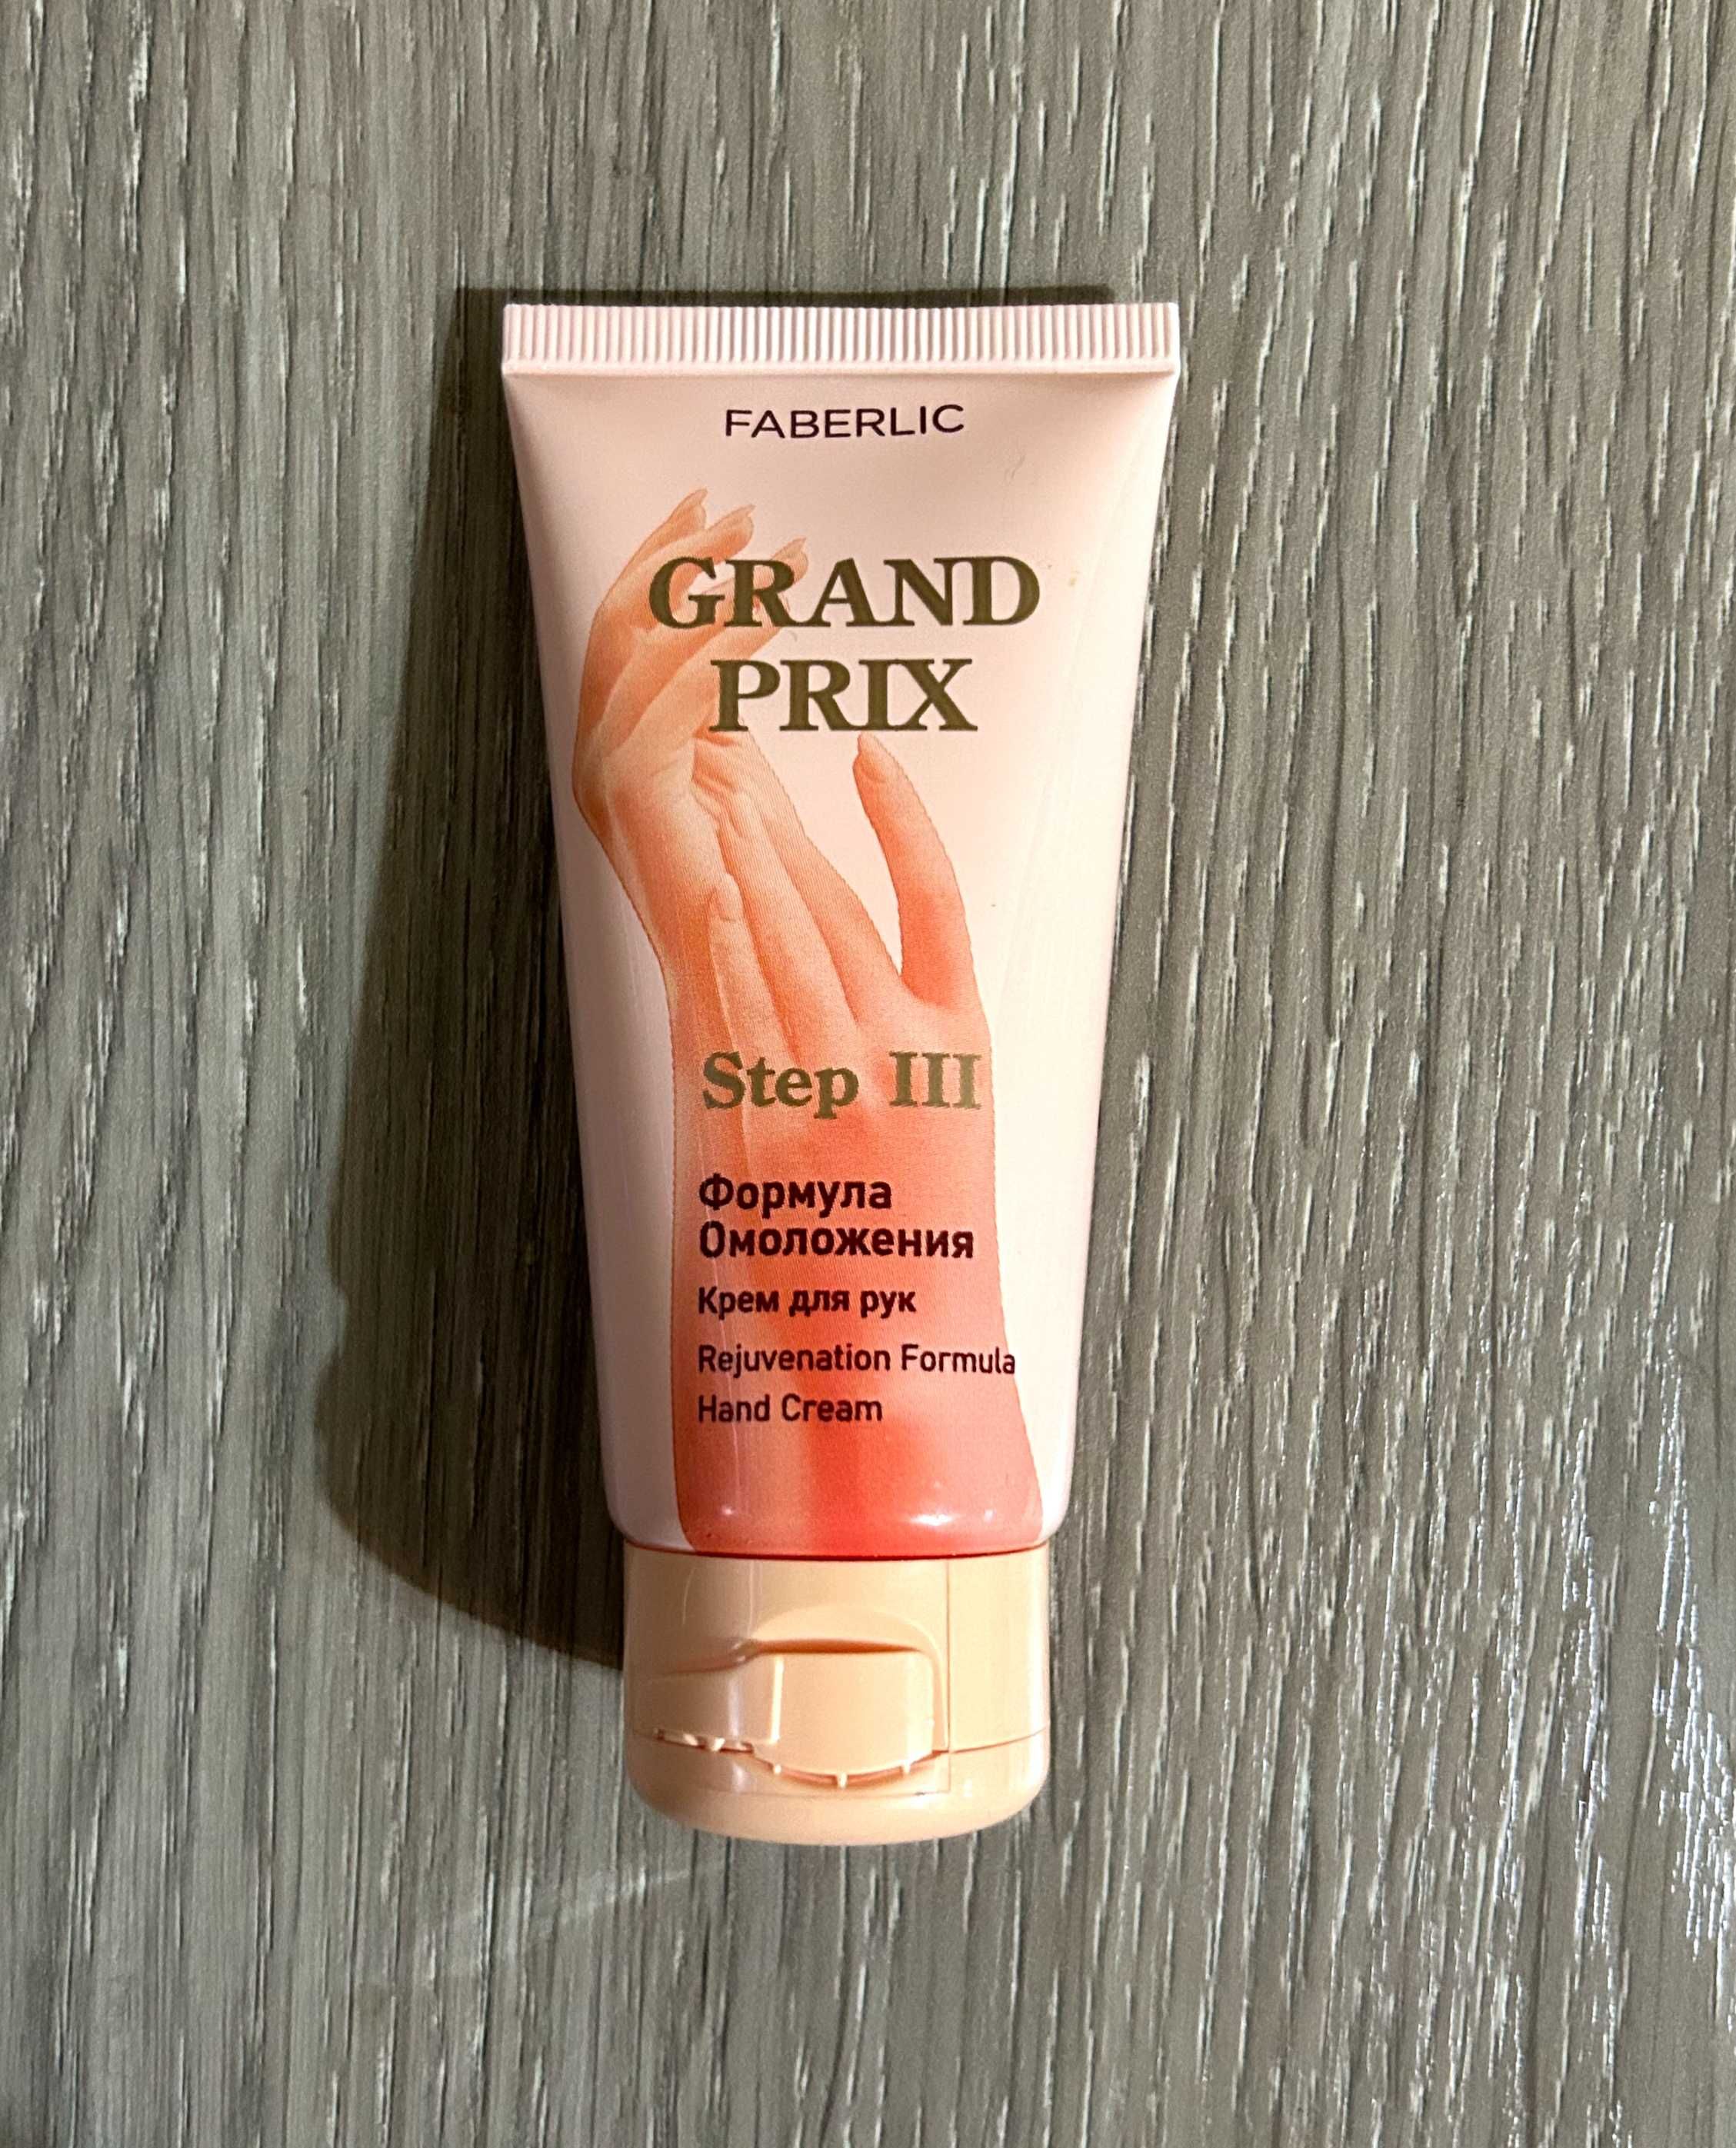 FABERLIC
GRAND
PRIX
Step III
Формула
Омоложения
Крем для рук
Rejuvenation Formula
Hand Cream